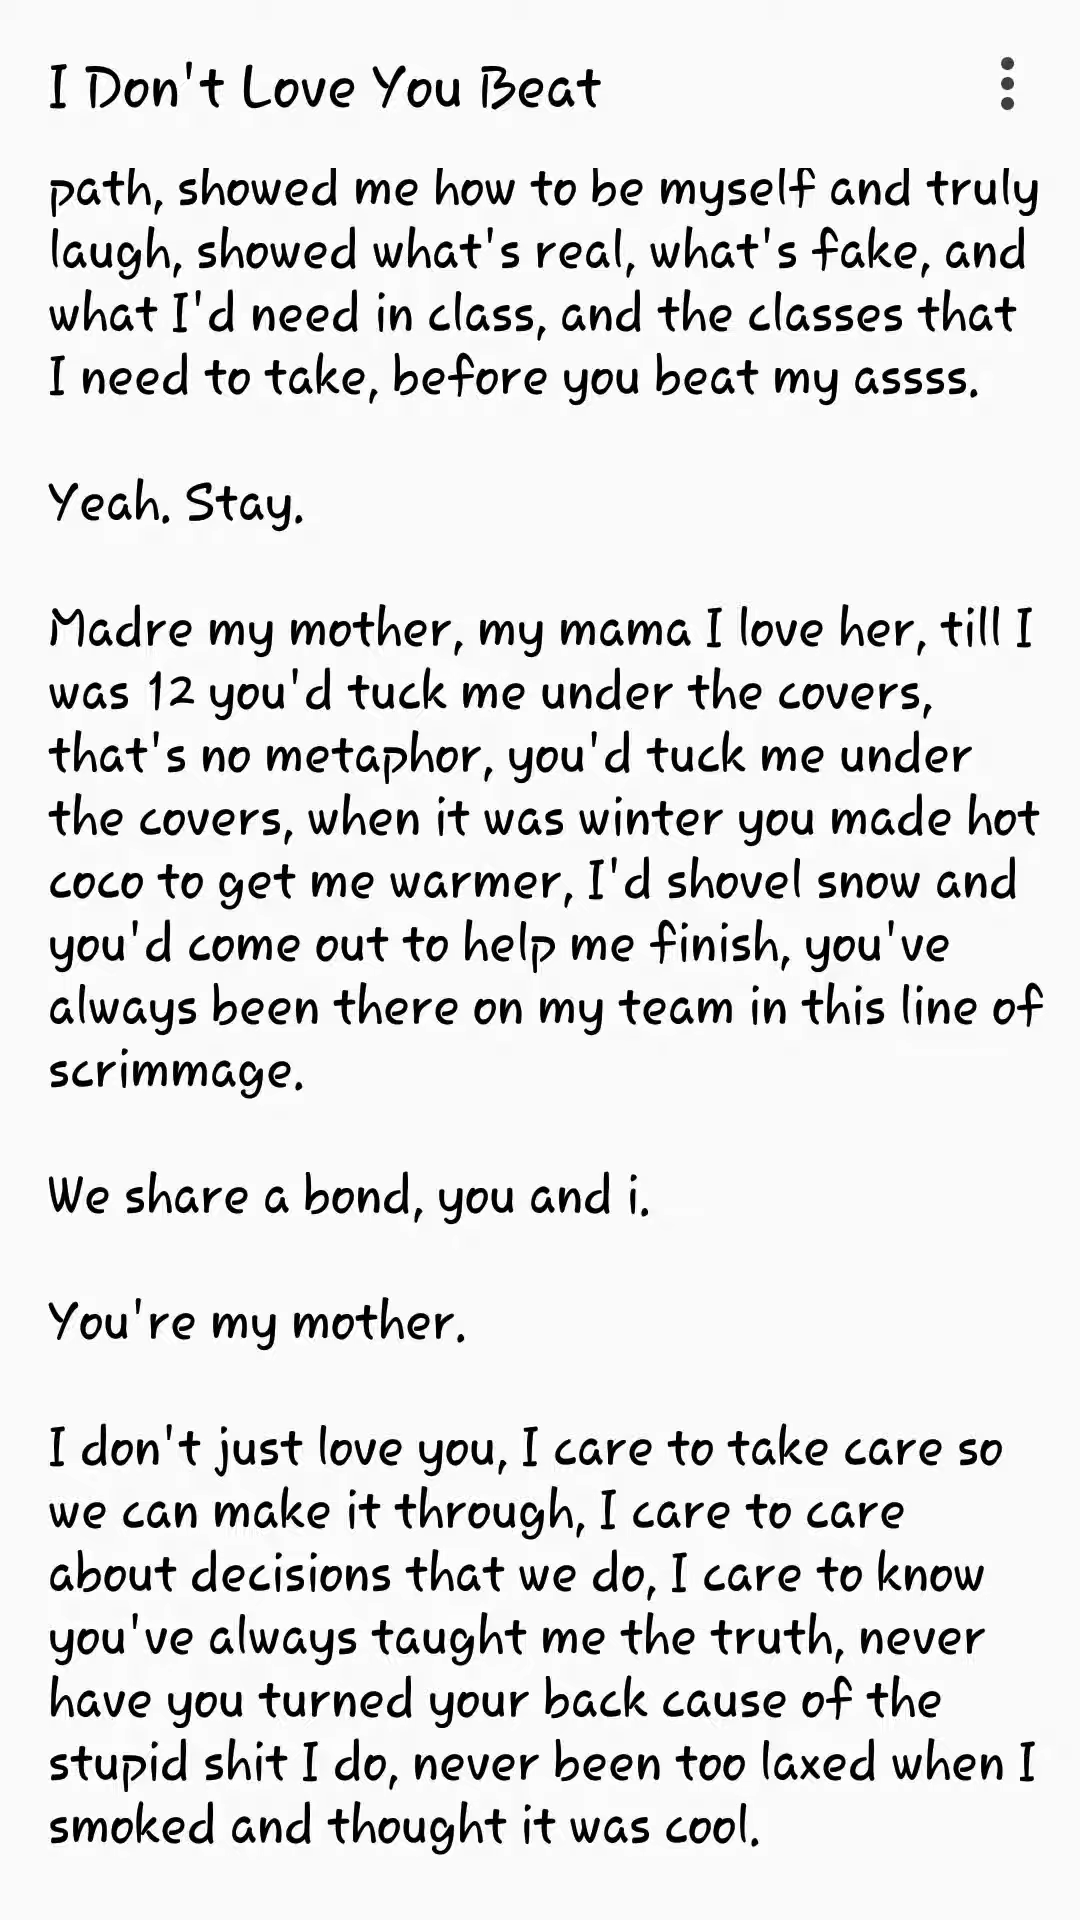 I Don't Love You Beat
path, showed me how to be myself and truly
laugh, showed what's real, what's fake, and
what I'd need in class, and the classes that
I need to take, before you beat my assss.
Yeah. Stay.
Madre my mother, my mama I love her, till I
was 12 you'd tuck me under the covers,
that's no metaphor, you'd tuck me under
the covers, when it was winter you made hot
coco to get me warmer, I'd shovel snow and
you'd come out to help me finish, you've
always been there on my team in this line of
scrimmage.
We share a bond, you and i.
You're my mother.
I don't just love you, I care to take care so
we can make it through, I care to care
about decisions that we do, I care to know
you've always taught me the truth, never
have you turned your back cause of the
stupid shit I do, never been too laxed when I
smoked and thought it was cool.